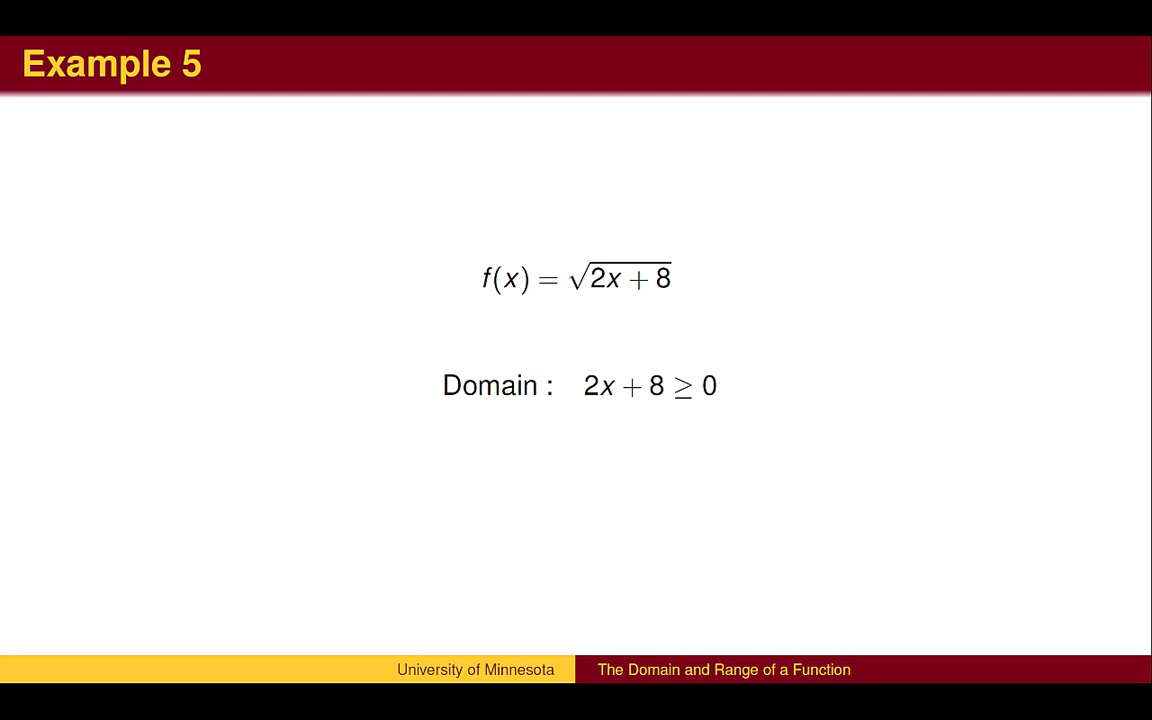 Example 5
f(x) = √(2x + 8)
Domain : 2x + 8 ≥ 0
University of Minnesota
The Domain and Range of a Function